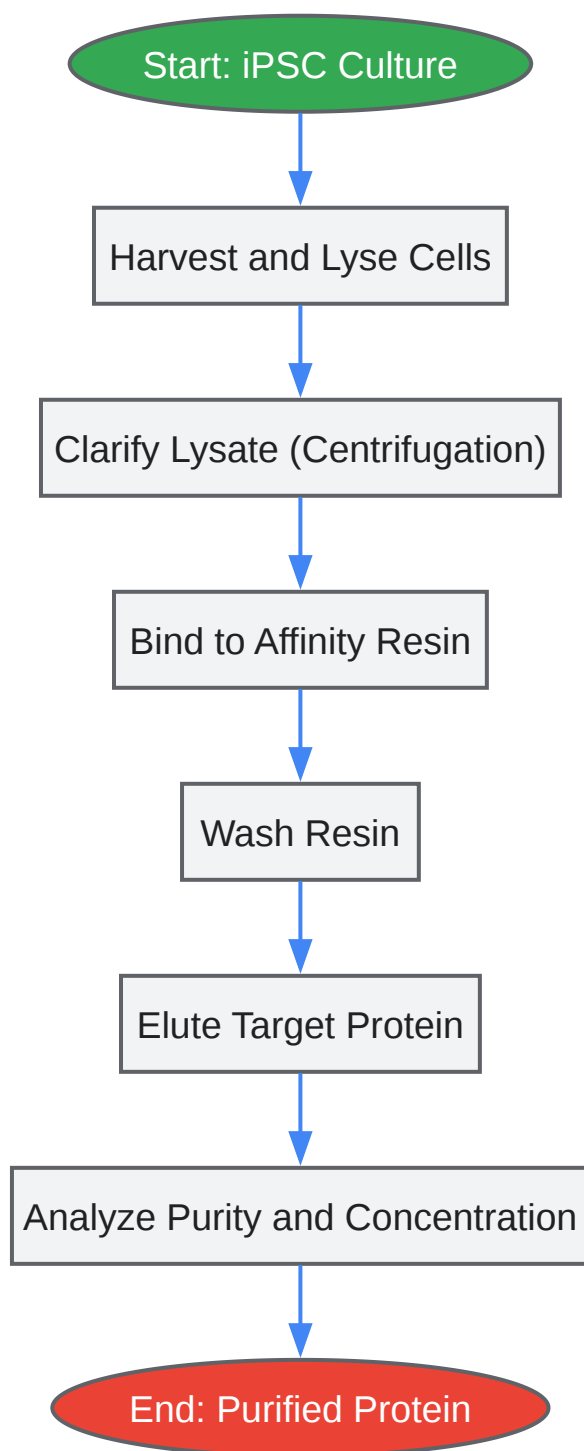 Start: iPSC Culture
Harvest and Lyse Cells
Clarify Lysate (Centrifugation)
Bind to Affinity Resin
Wash Resin
Elute Target Protein
Analyze Purity and Concentration
End: Purified Protein